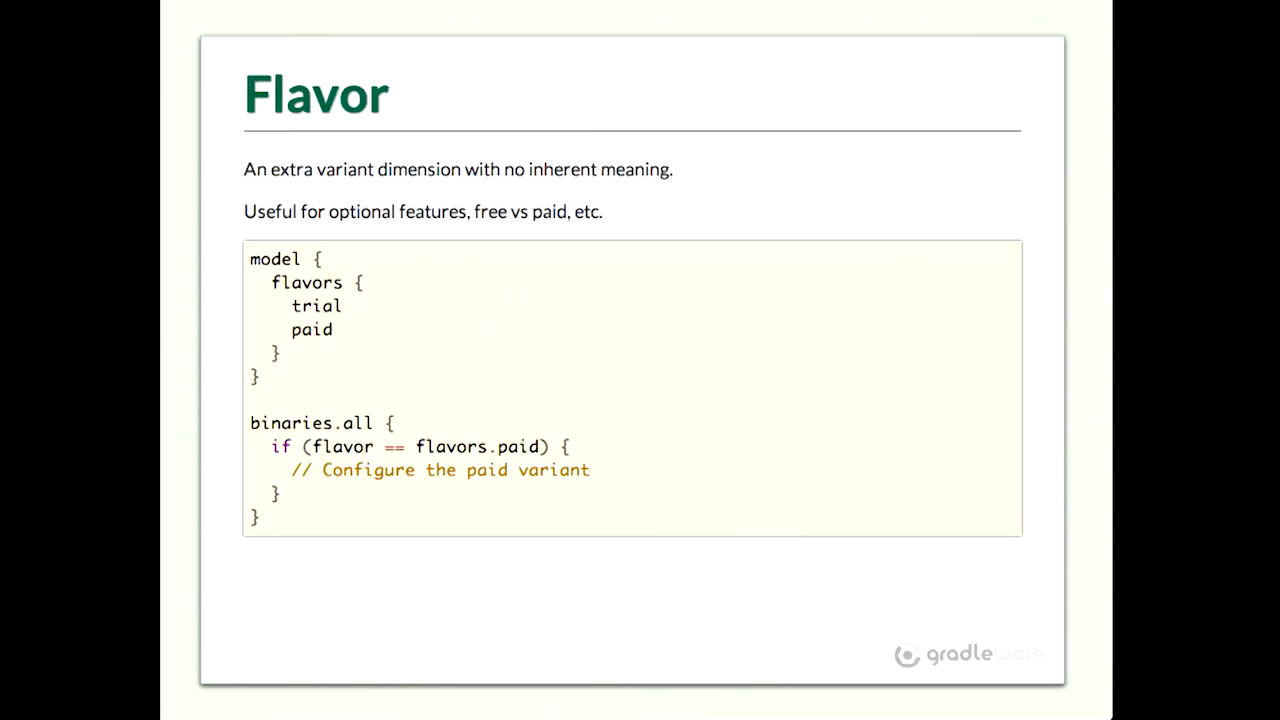 Flavor
An extra variant dimension with no inherent meaning.
Useful for optional features, free vs paid, etc.
model {
  flavors {
    trial
    paid
  }
}

binaries.all {
  if (flavor == flavors.paid) {
    // Configure the paid variant
  }
}
gradleware